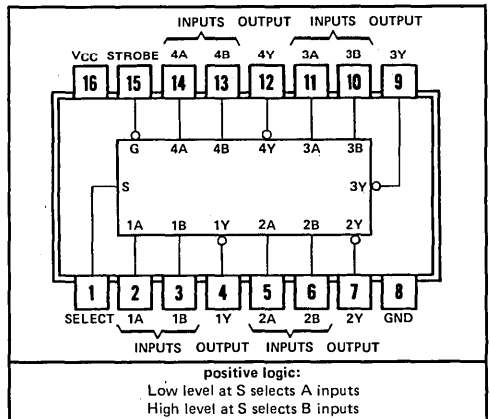 INPUTS OUTPUT INPUTS OUTPUT
VCC STROBE 4A 4B 4Y 3A 3B 3Y
16 15 14 13 12 11 10 9
G 4A 4B 4Y 3A 3B
S 3Y
1A 1B 1Y 2A 2B 2Y
1 2 3 4 5 6 7 8
SELECT 1A 1B 1Y 2A 2B 2Y GND
INPUTS OUTPUT INPUTS OUTPUT
positive logic:
Low level at S selects A inputs
High level at S selects B inputs